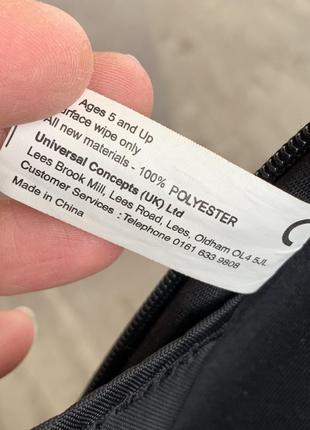 Ages 5 and Up
urface wipe only
All new materials - 100% POLYESTER
Universal Concepts (UK) Ltd
Lees Brook Mill, Lees Road, Lees, Oldham OL4 5JL
Customer Services : Telephone 0161 633 9808
Made in China